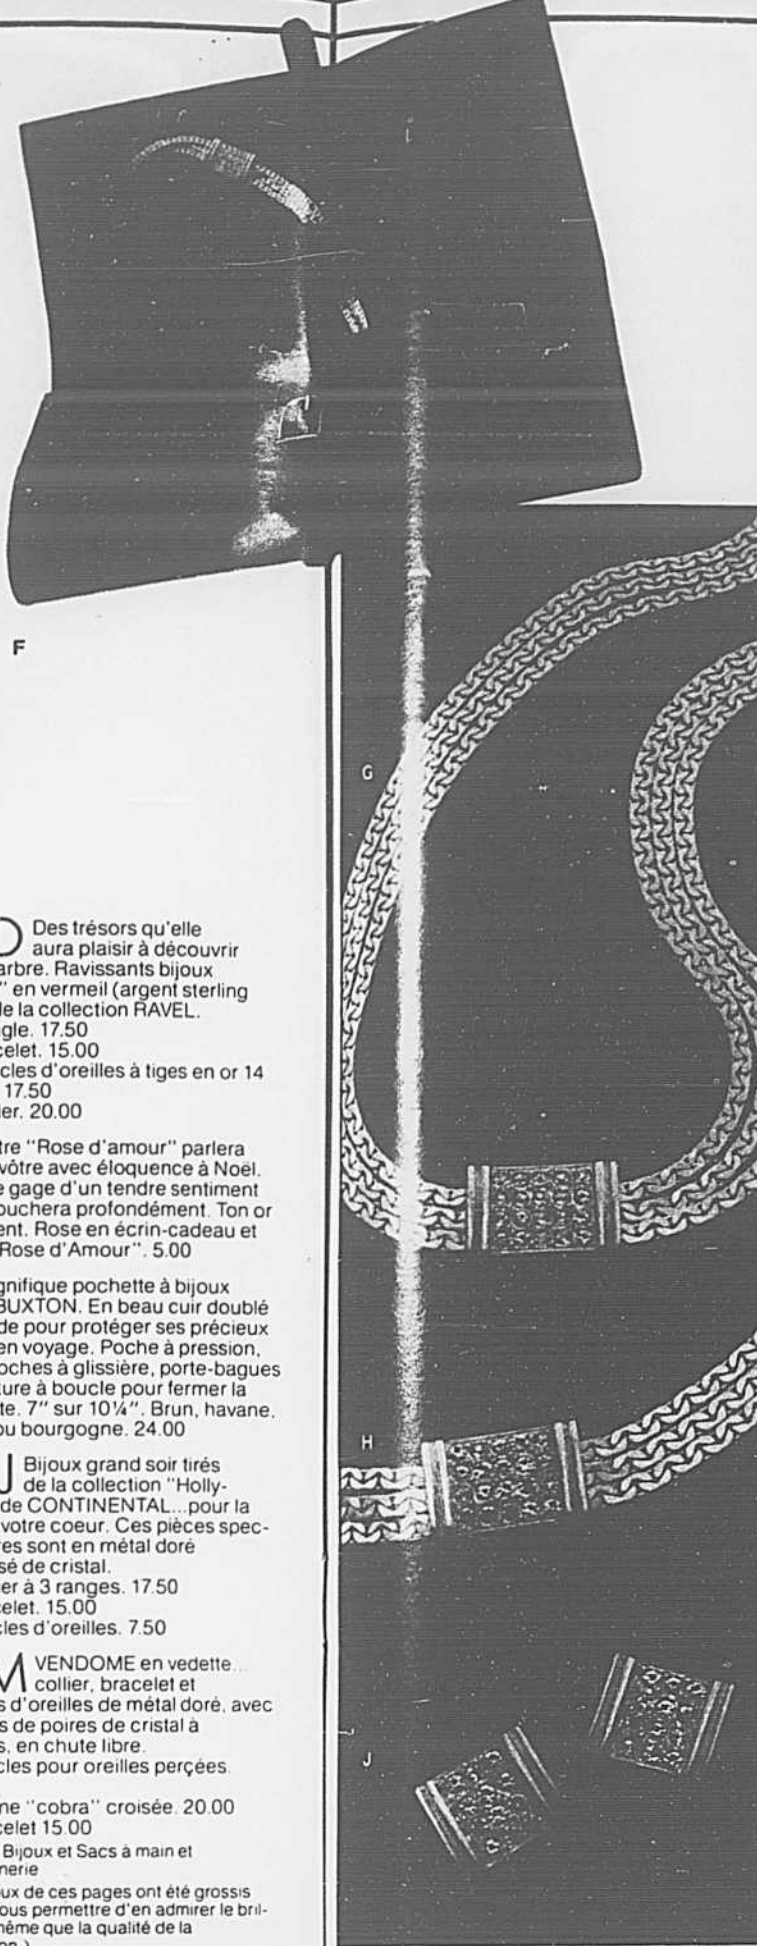 F
G
H
J
D Des trésors qu'elle
aura plaisir à découvrir
arbre. Ravissants bijoux
" en vermeil (argent sterling
de la collection RAVEL.
gle. 17.50
celet. 15.00
cles d'oreilles à tiges en or 14
17.50
ier. 20.00
tre "Rose d'amour" parlera
vôtre avec éloquence à Noël.
e gage d'un tendre sentiment
ouchera profondément. Ton or
ent. Rose en écrin-cadeau et
Rose d'Amour". 5.00
gnifique pochette à bijoux
BUXTON. En beau cuir doublé
de pour protéger ses précieux
en voyage. Poche à pression,
oches à glissière, porte-bagues
ture à boucle pour fermer la
te. 7" sur 10¼". Brun, havane,
ou bourgogne. 24.00
J Bijoux grand soir tirés
de la collection "Holly-
de CONTINENTAL...pour la
votre coeur. Ces pièces spec-
res sont en métal doré
sé de cristal.
er à 3 ranges. 17.50
celet. 15.00
cles d'oreilles. 7.50
M VENDOME en vedette...
collier, bracelet et
s d'oreilles de métal doré, avec
s de poires de cristal à
s, en chute libre.
cles pour oreilles percées.
ne "cobra" croisée. 20.00
celet 15.00
Bijoux et Sacs à main et
nerie
ux de ces pages ont été grossis
ous permettre d'en admirer le bril-
même que la qualité de la
on.)